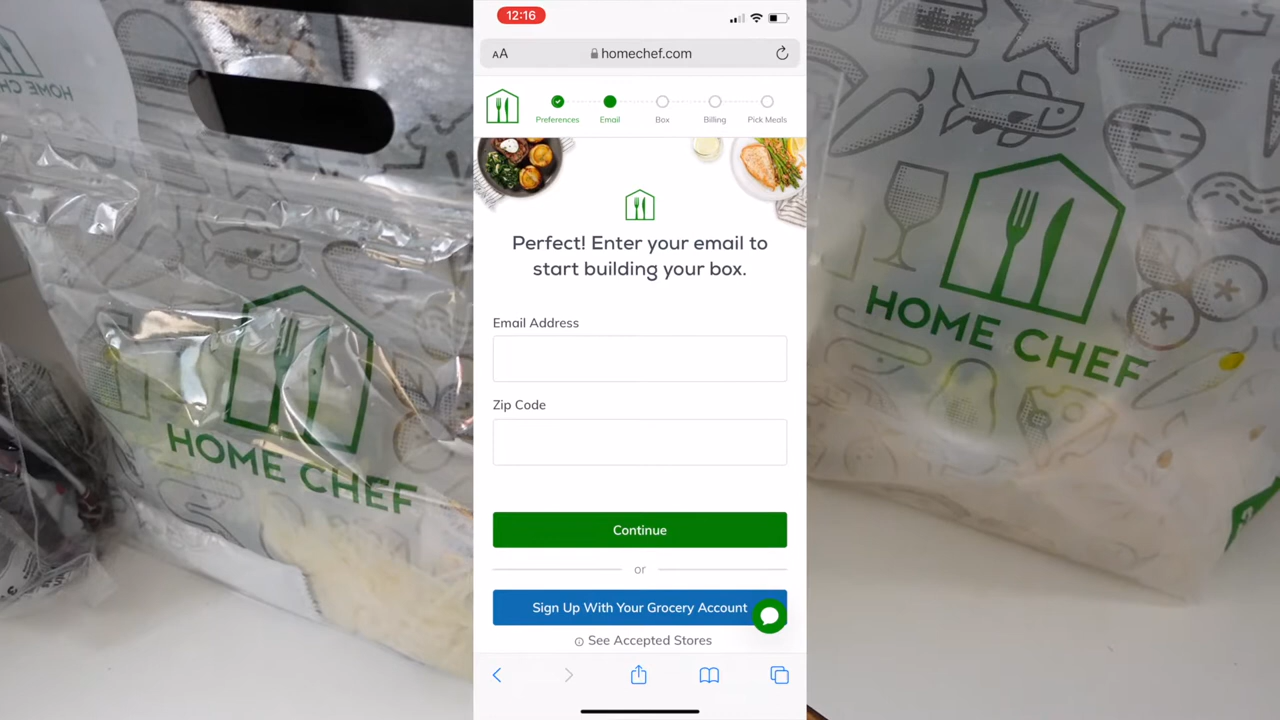 12:16
AA
homechef.com
Preferences
Email
Box
Billing
Pick Meals
Perfect! Enter your email to
start building your box.
Email Address
Zip Code
Continue
or
Sign Up With Your Grocery Account
See Accepted Stores
HOME CHEF
HOME CHEF